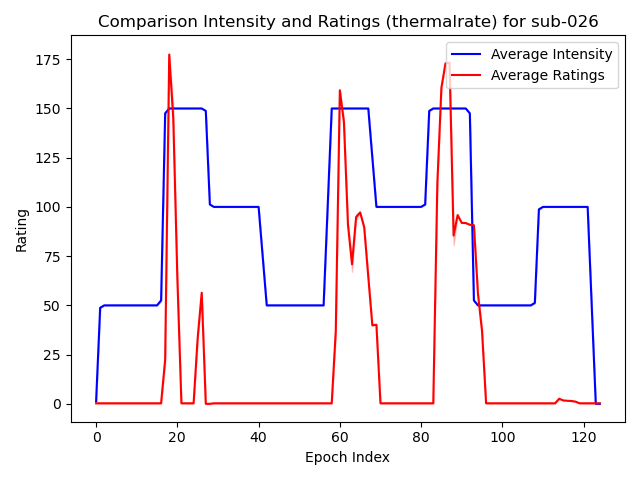 Comparison Intensity and Ratings (thermalrate) for sub-026
Average Intensity
Average Ratings
Rating
175
150
125
100
75
50
25
0
0 20 40 60 80 100 120
Epoch Index